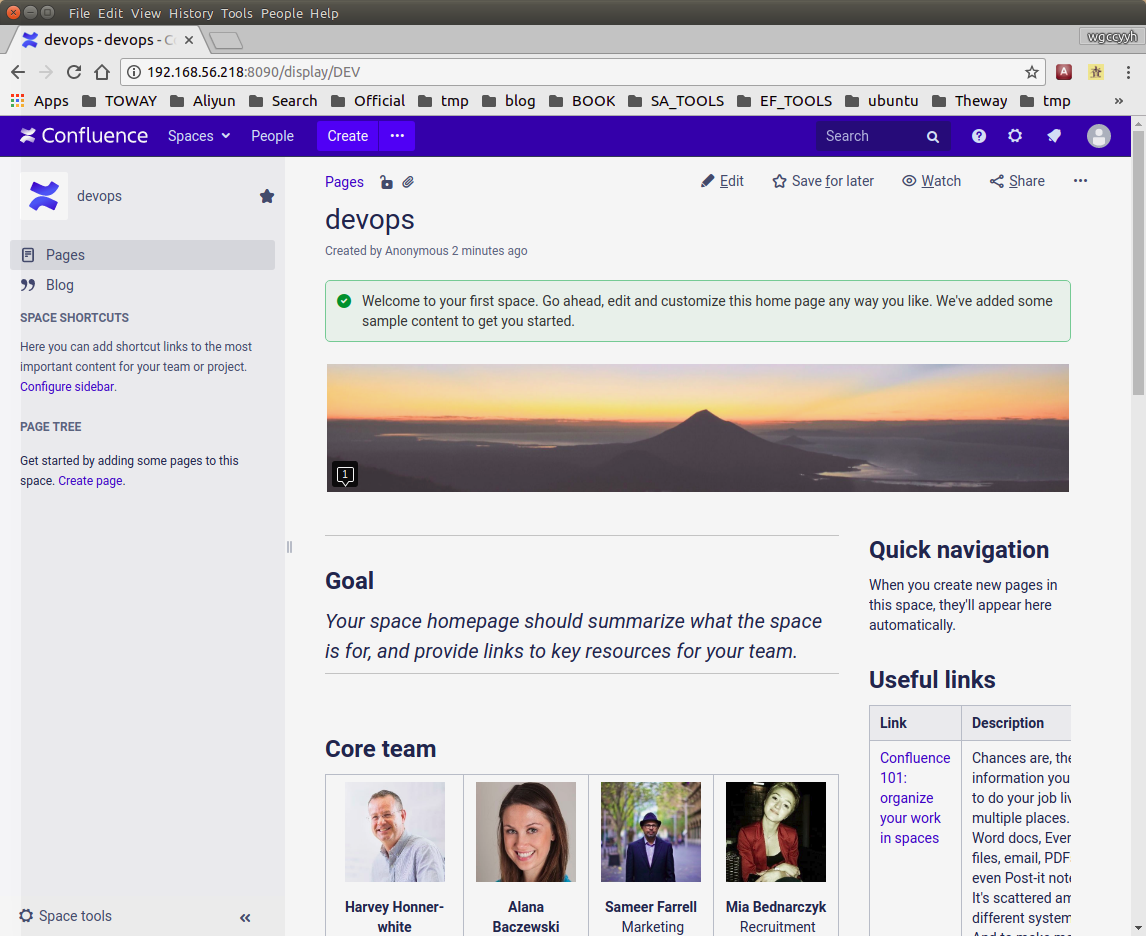 File Edit View History Tools People Help
devops - devops - C
wgccyyh
192.168.56.218:8090/display/DEV
A
Apps TOWAY Aliyun Search Official tmp blog BOOK SA_TOOLS EF_TOOLS ubuntu Theway tmp »
Confluence Spaces People Create ••• Search
devops
Pages
Blog
SPACE SHORTCUTS
Here you can add shortcut links to the most
important content for your team or project.
Configure sidebar.
PAGE TREE
Get started by adding some pages to this
space. Create page.
Space tools
Pages
Edit Save for later Watch Share •••
devops
Created by Anonymous 2 minutes ago
Welcome to your first space. Go ahead, edit and customize this home page any way you like. We've added some
sample content to get you started.
1
Goal
Your space homepage should summarize what the space
is for, and provide links to key resources for your team.
Core team
Harvey Honner-
white
Alana
Baczewski
Sameer Farrell
Marketing
Mia Bednarczyk
Recruitment
Quick navigation
When you create new pages in
this space, they'll appear here
automatically.
Useful links
Link Description
Confluence
101:
organize
your work
in spaces
Chances are, the
information you
to do your job liv
multiple places.
Word docs, Ever
files, email, PDF
even Post-it note
It's scattered am
different system